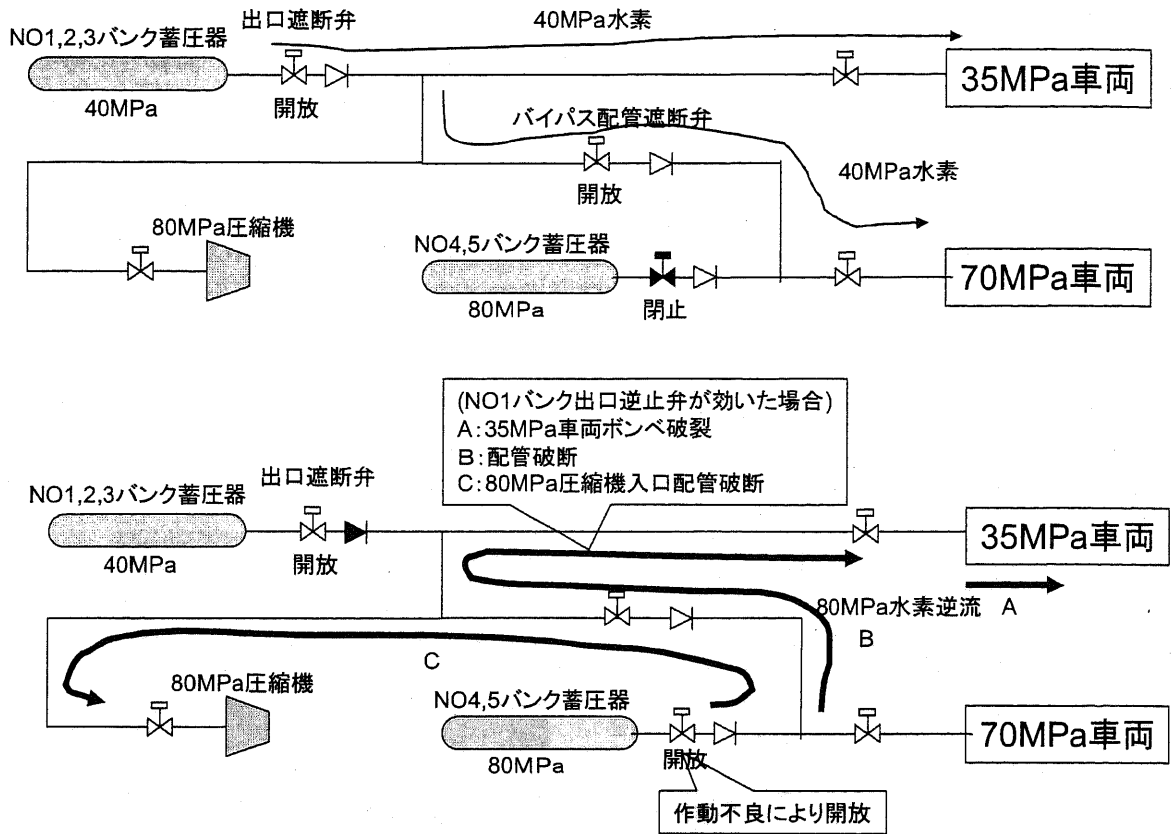 出口遮断弁
40MPa水素
NO1,2,3バンク蓄圧器
40MPa
開放
35MPa車両
バイパス配管遮断弁
開放
40MPa水素
80MPa圧縮機
NO4,5バンク蓄圧器
80MPa
閉止
70MPa車両
(NO1バンク出口逆止弁が効いた場合)
A:35MPa車両ボンベ破裂
B:配管破断
C:80MPa圧縮機入口配管破断
出口遮断弁
NO1,2,3バンク蓄圧器
40MPa
開放
35MPa車両
80MPa水素逆流 A
B
C
80MPa圧縮機
NO4,5バンク蓄圧器
80MPa
開放
70MPa車両
作動不良により開放